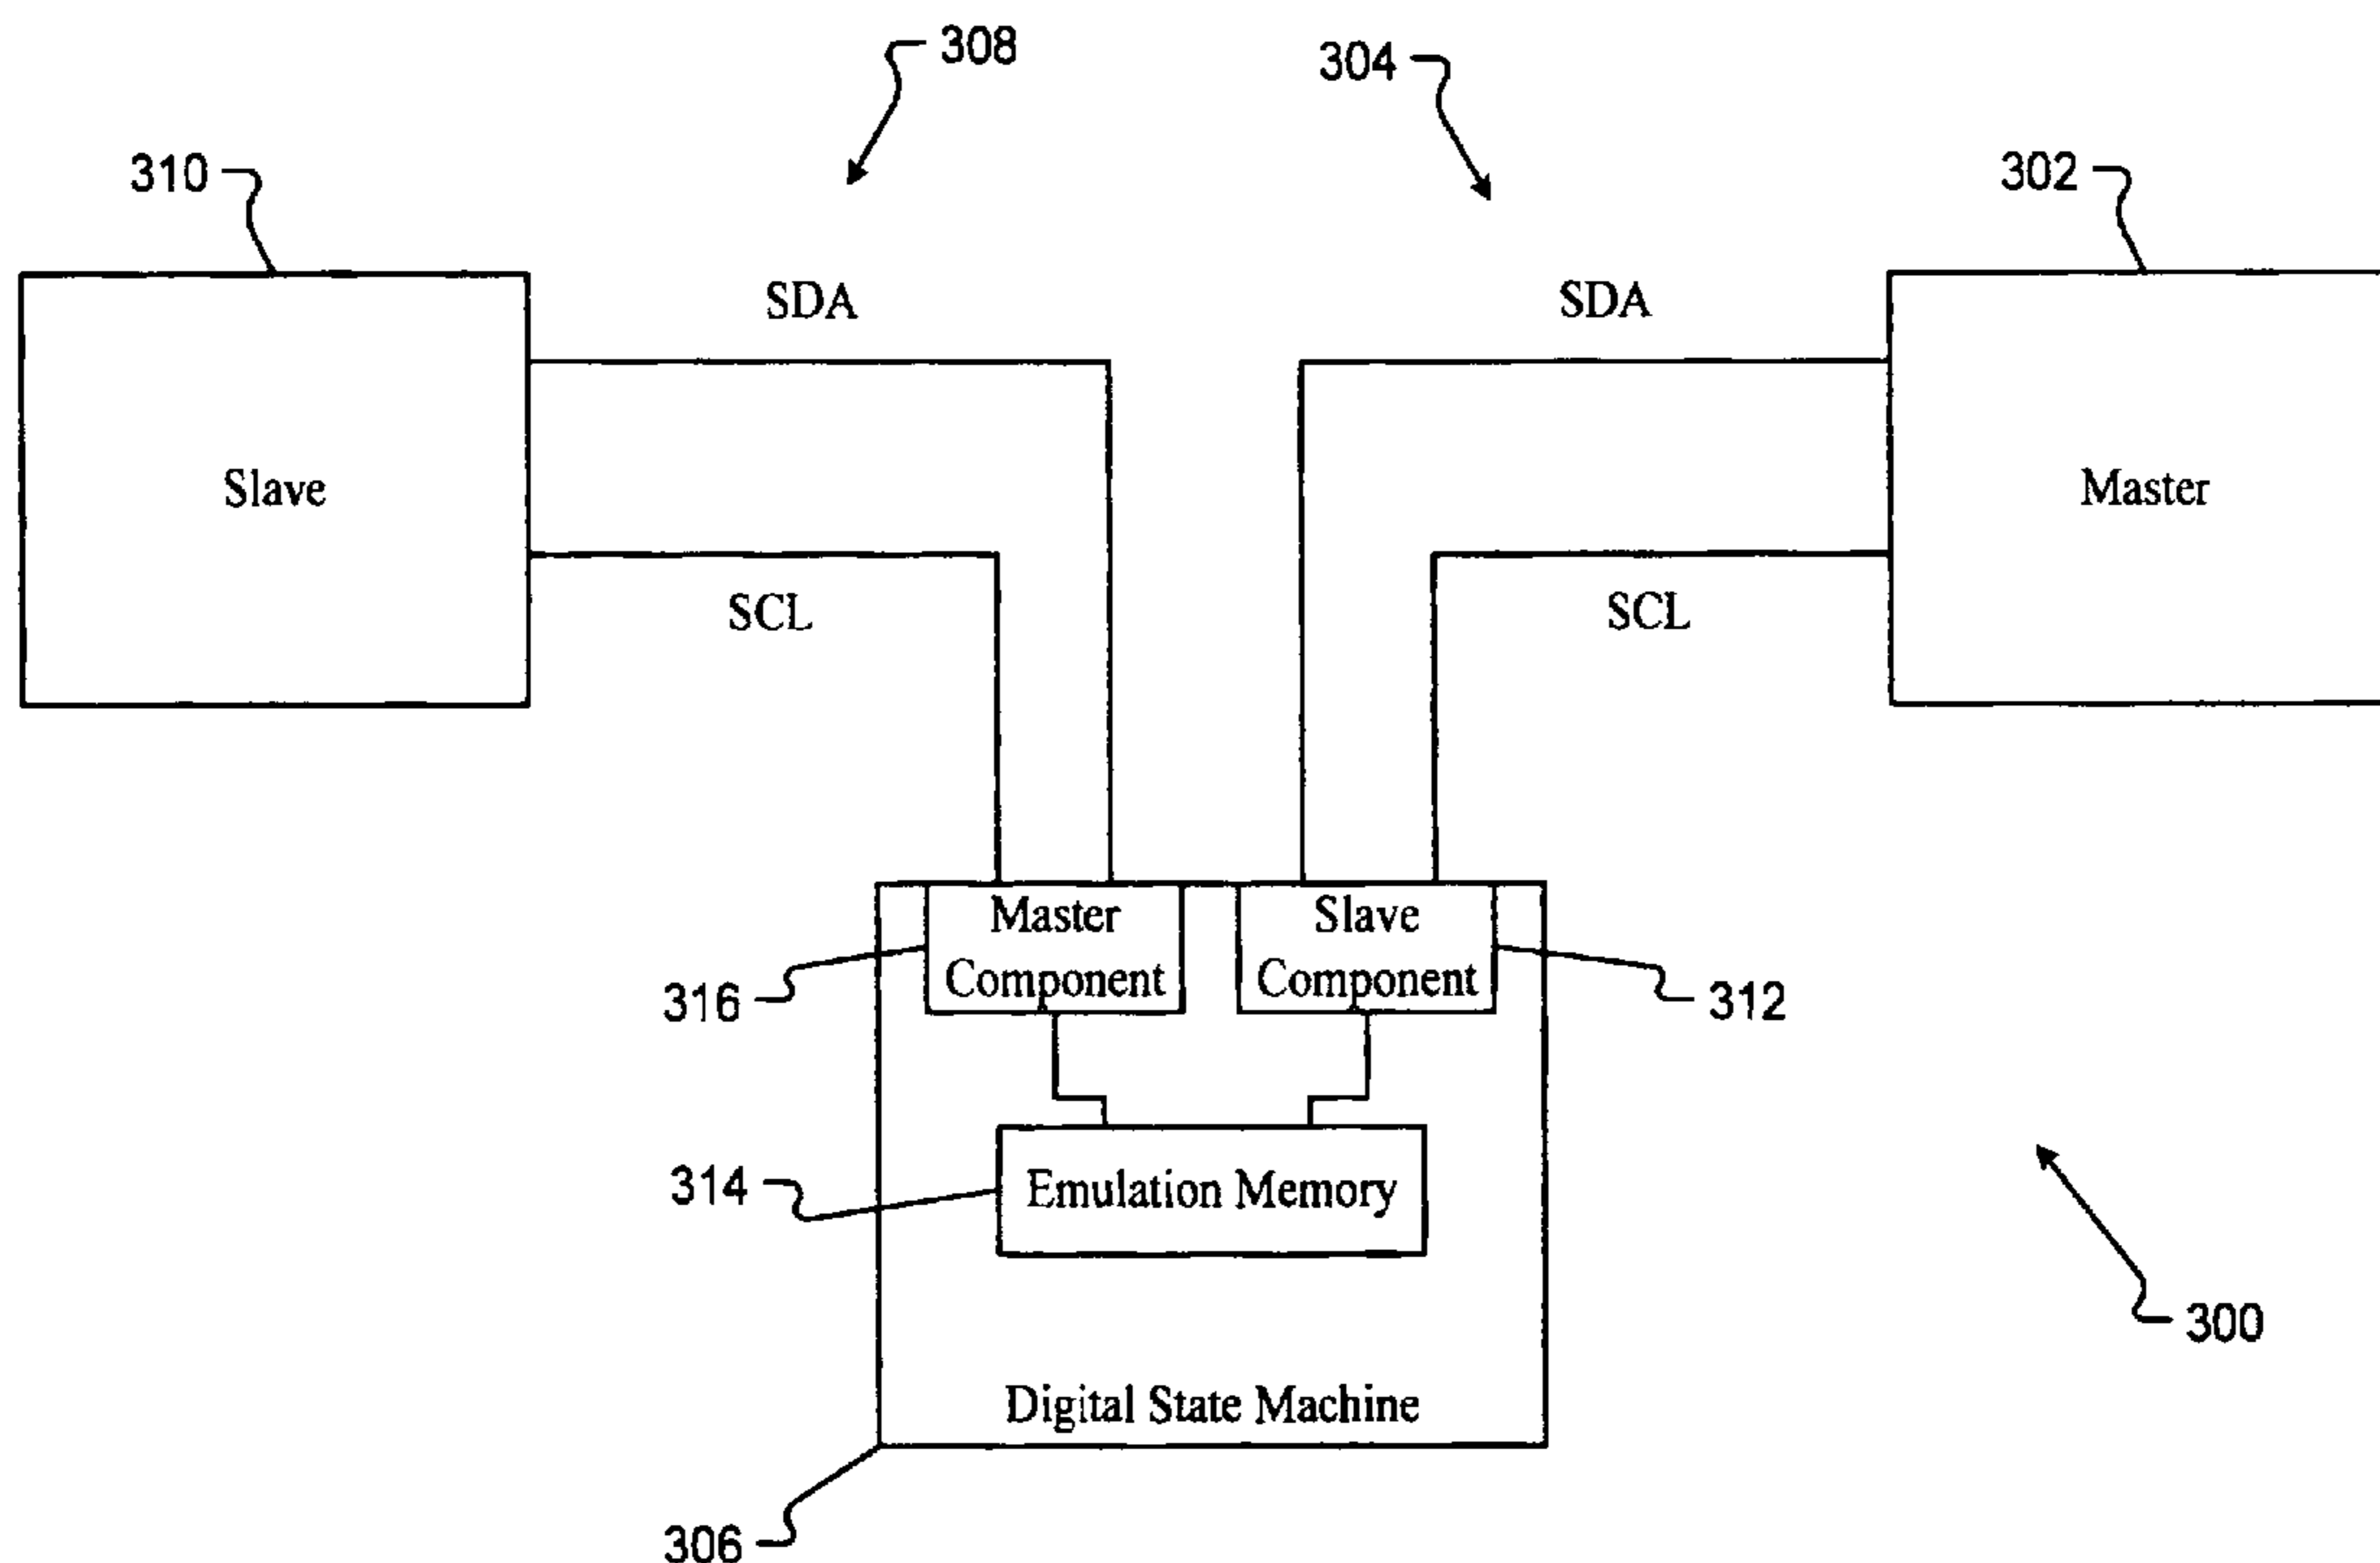 308
304
310
302
SDA
SDA
Slave
Master
SCL
SCL
Master
Component
Slave
Component
316
312
314
Emulation Memory
300
Digital State Machine
306